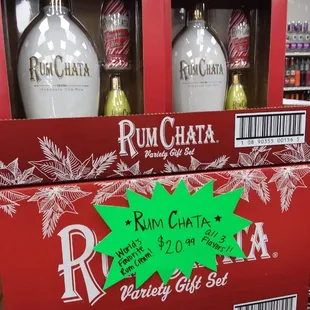 RumChata
RumChata
RumChata
Variety Gift Set
RUM CHATA
World's
Favorite
Rum Cream!
$20.99
all 3
Flavors!!!
RumChata
Variety Gift Set